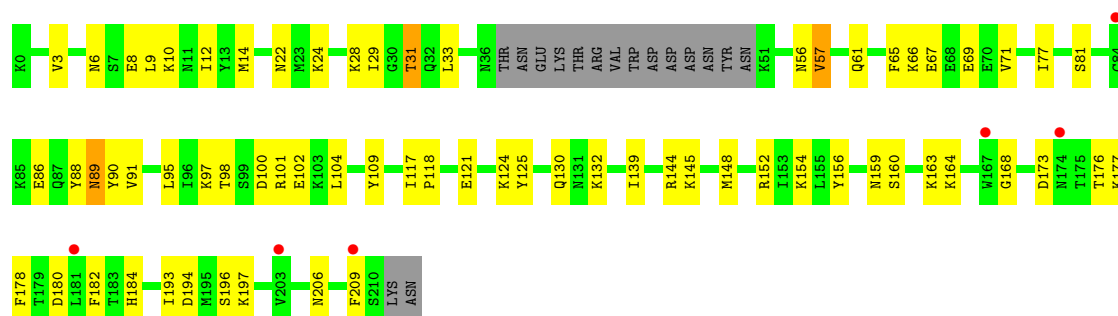 K0 V3 N6 S7 E8 L9 K10 N11 I12 Y13 M14 N22 M23 K24 K28 I29 G30 T31 Q32 L33 N36 THR ASN GLU LYS THR ARG VAL TRP ASP ASP ASP ASN TYR ASN K51 N56 V57 Q61 F65 K66 E67 E68 E69 E70 V71 I77 S81
K85 E86 Q87 Y88 N89 Y90 V91 L95 I96 K97 T98 S99 D100 R101 E102 K103 L104 Y109 I117 P118 E121 K124 Y125 Q130 N131 K132 I139 R144 K145 M148 R152 I153 K154 L155 Y156 N159 S160 K163 K164 W167 G168 D173 N174 T175 T176 K177
F178 T179 D180 L181 F182 T183 H184 I193 D194 M195 S196 K197 V203 N206 F209 S210 LYS ASN